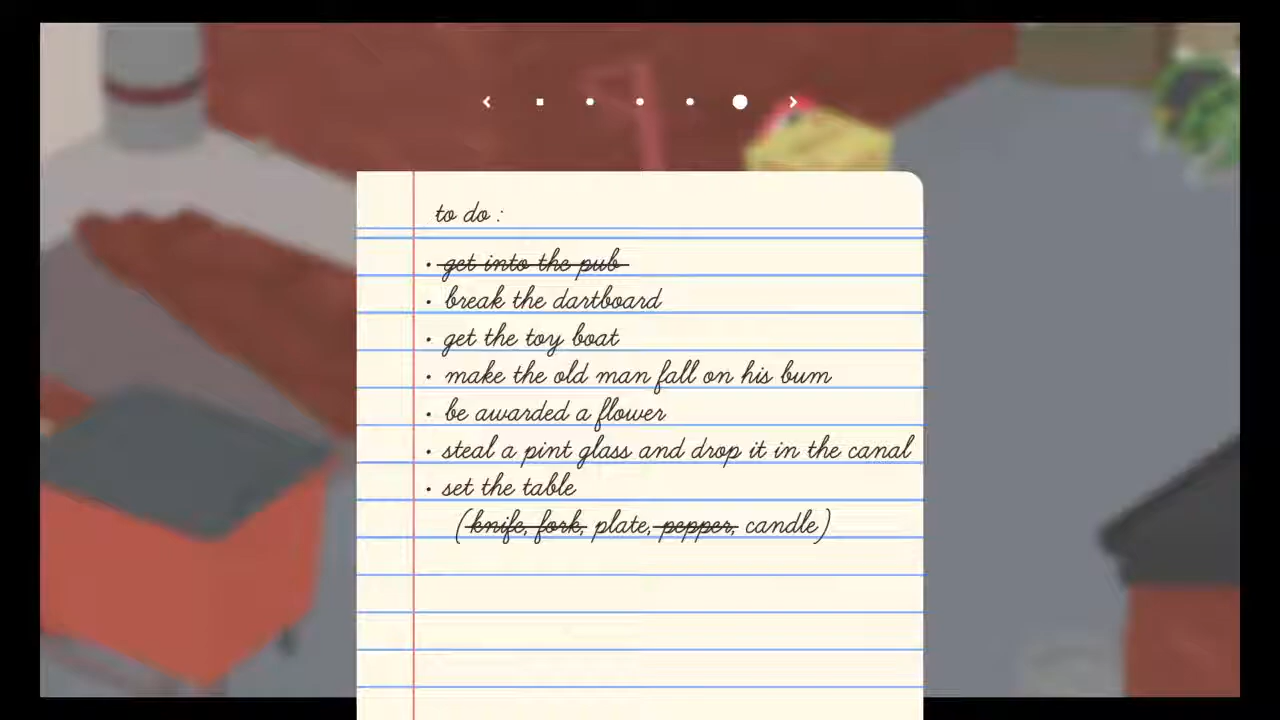 to do :
• get into the pub
• break the dartboard
• get the toy boat
• make the old man fall on his bum
• be awarded a flower
• steal a pint glass and drop it in the canal
• set the table
(knife, fork, plate, pepper, candle)